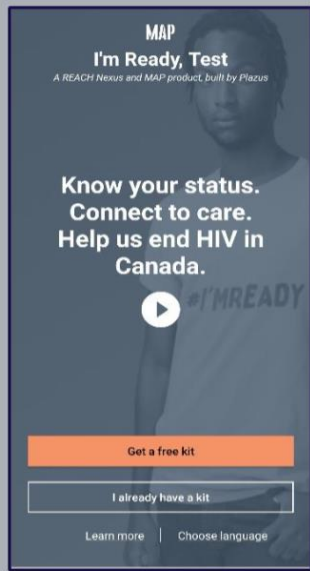 MAP
I'm Ready, Test
A REACH Nexus and MAP product, built by Plazus
Know your status.
Connect to care.
Help us end HIV in
Canada.
#I'MREADY
Get a free kit
I already have a kit
Learn more | Choose language